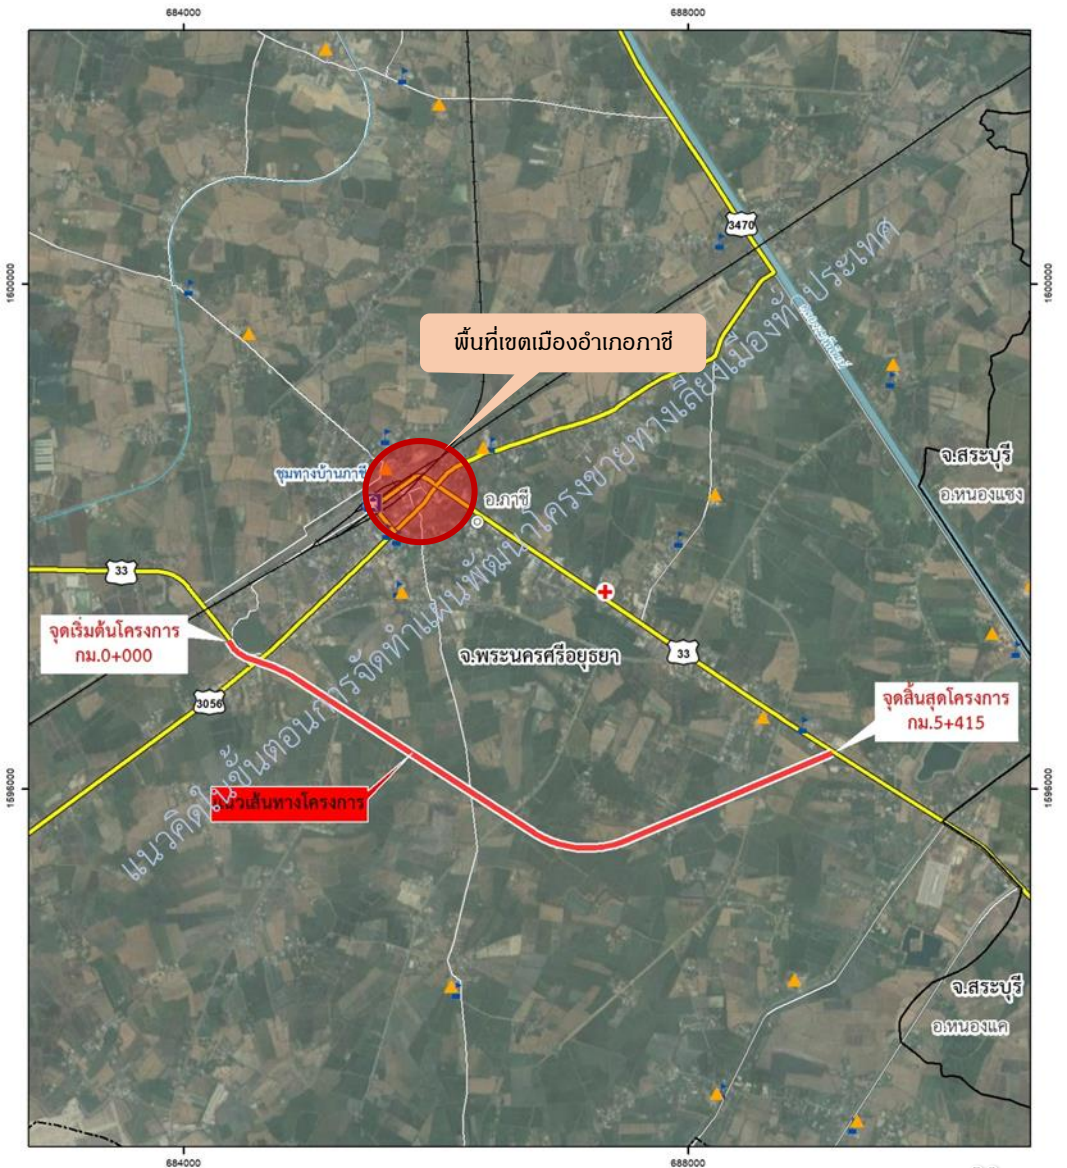 684000
688000
3470
1600000
1600000
พื้นที่เขตเมืองอำเภอภาชี
จ.สระบุรี
อ.หนองแซง
ชุมทางบ้านภาชี
อ.ภาชี
33
จุดเริ่มต้นโครงการ
กม.0+000
จ.พระนครศรีอยุธยา
33
3056
จุดสิ้นสุดโครงการ
กม.5+415
แนวเส้นทางโครงการ
1596000
1596000
แนวคิดในขั้นตอนการจัดทำแผนพัฒนาโครงข่ายทางเลี่ยงเมืองทั่วประเทศ
จ.สระบุรี
อ.หนองแค
684000
688000